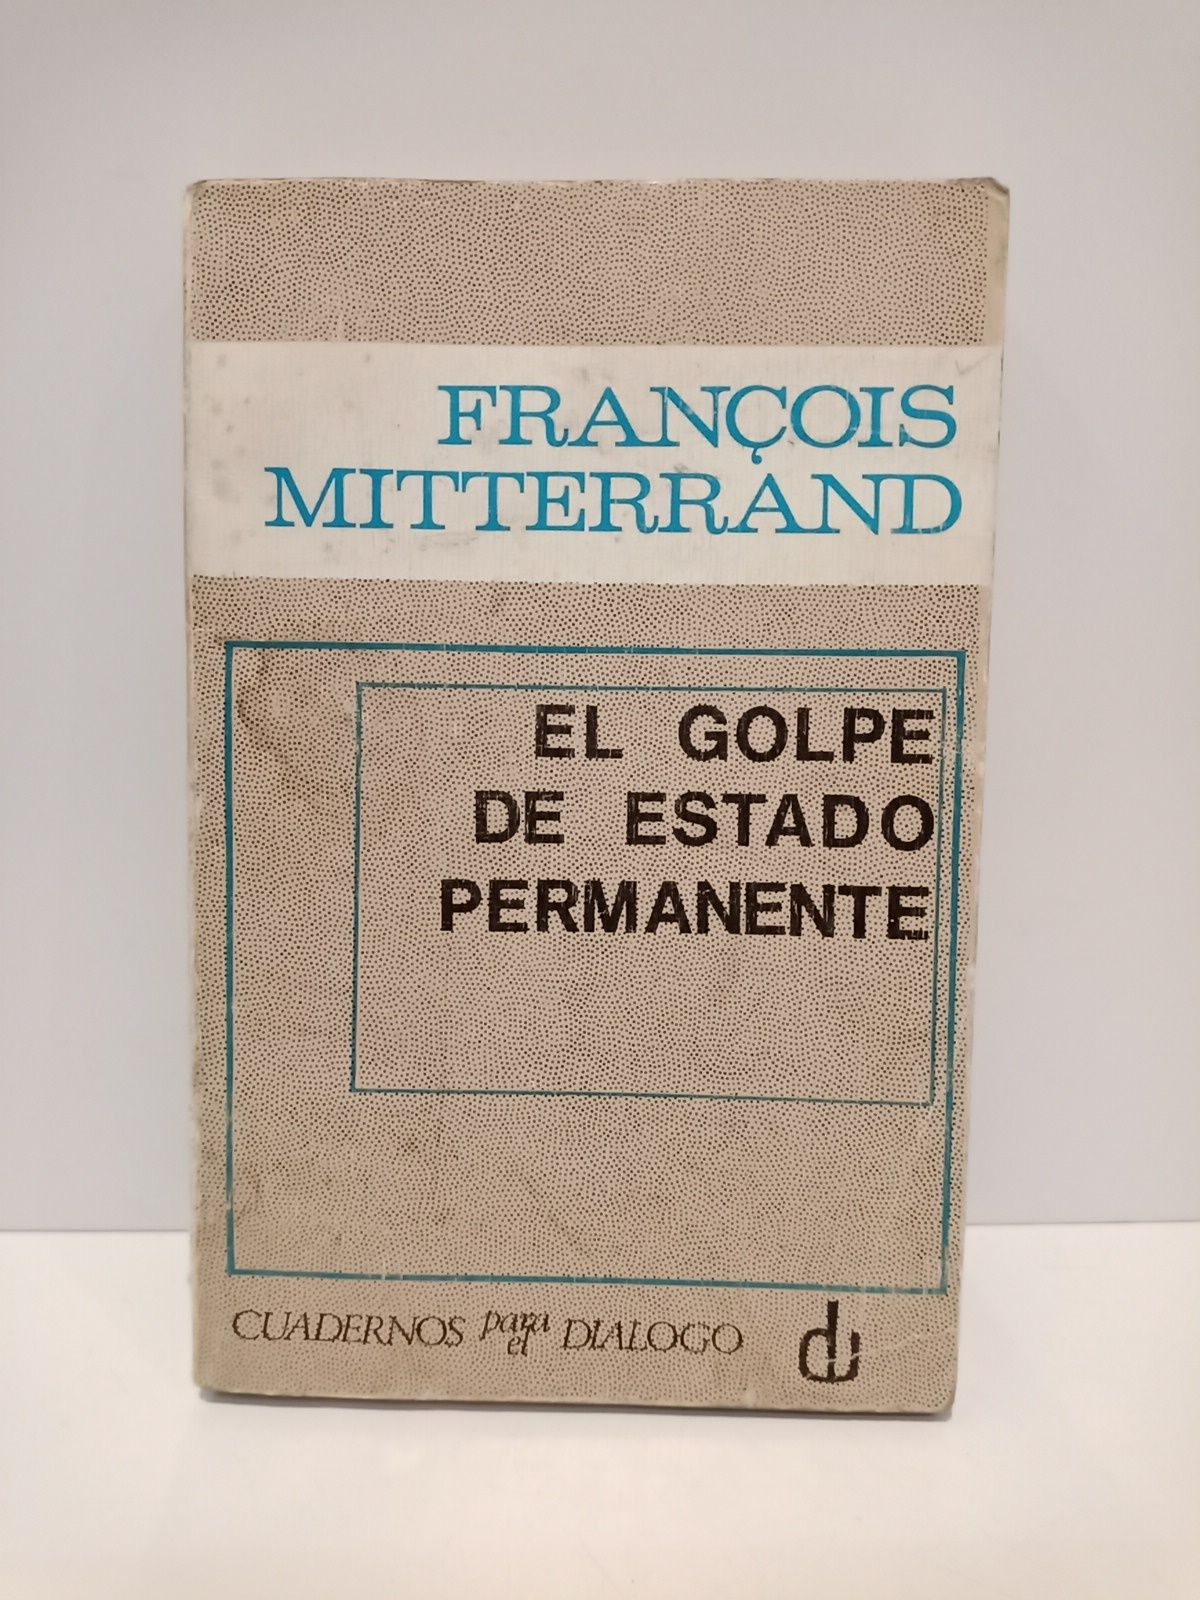 FRANÇOIS
MITTERRAND
EL GOLPE
DE ESTADO
PERMANENTE
CUADERNOS para el DIALOGO